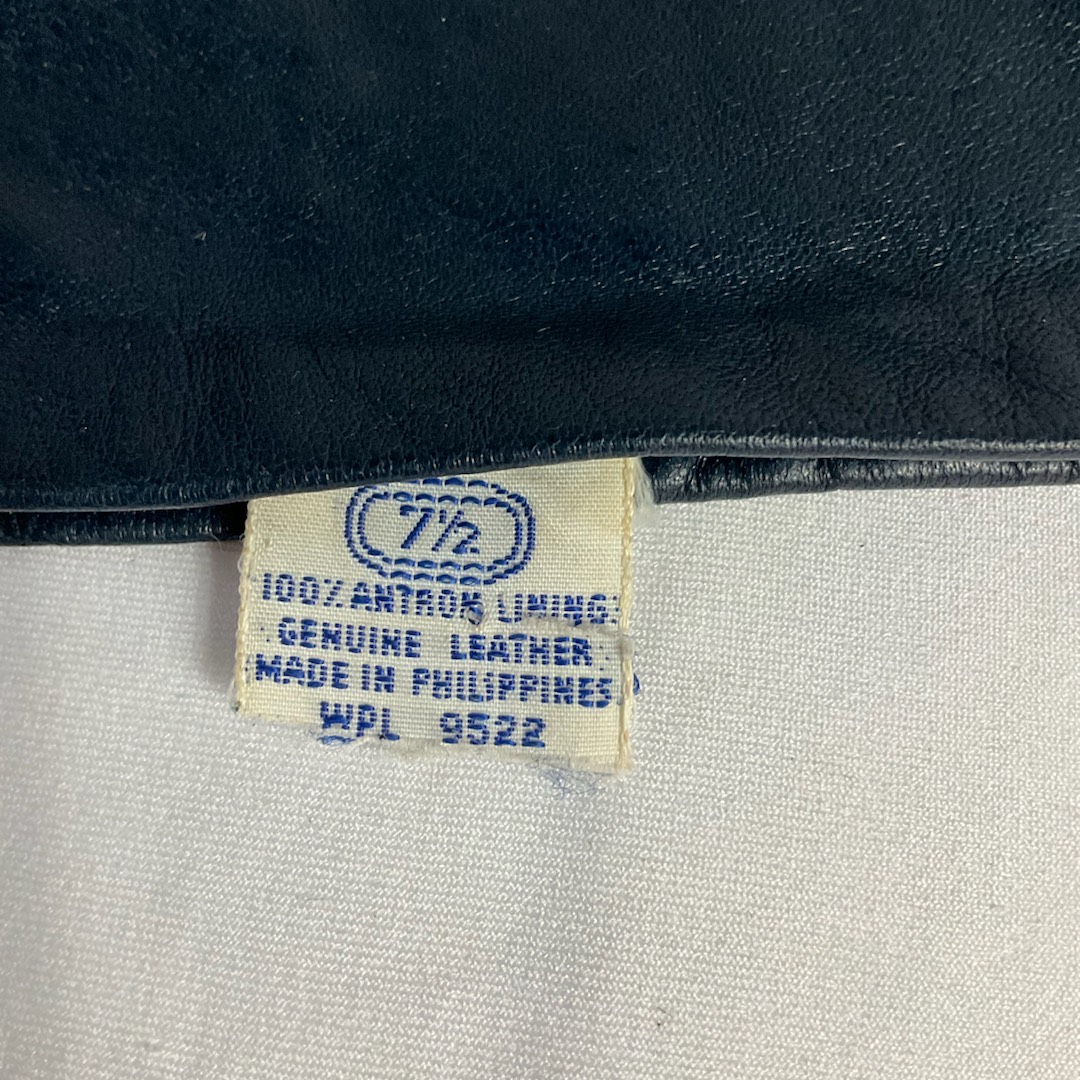 7½
100% ANTRON LINING
GENUINE LEATHER
MADE IN PHILIPPINES
WPL 9522